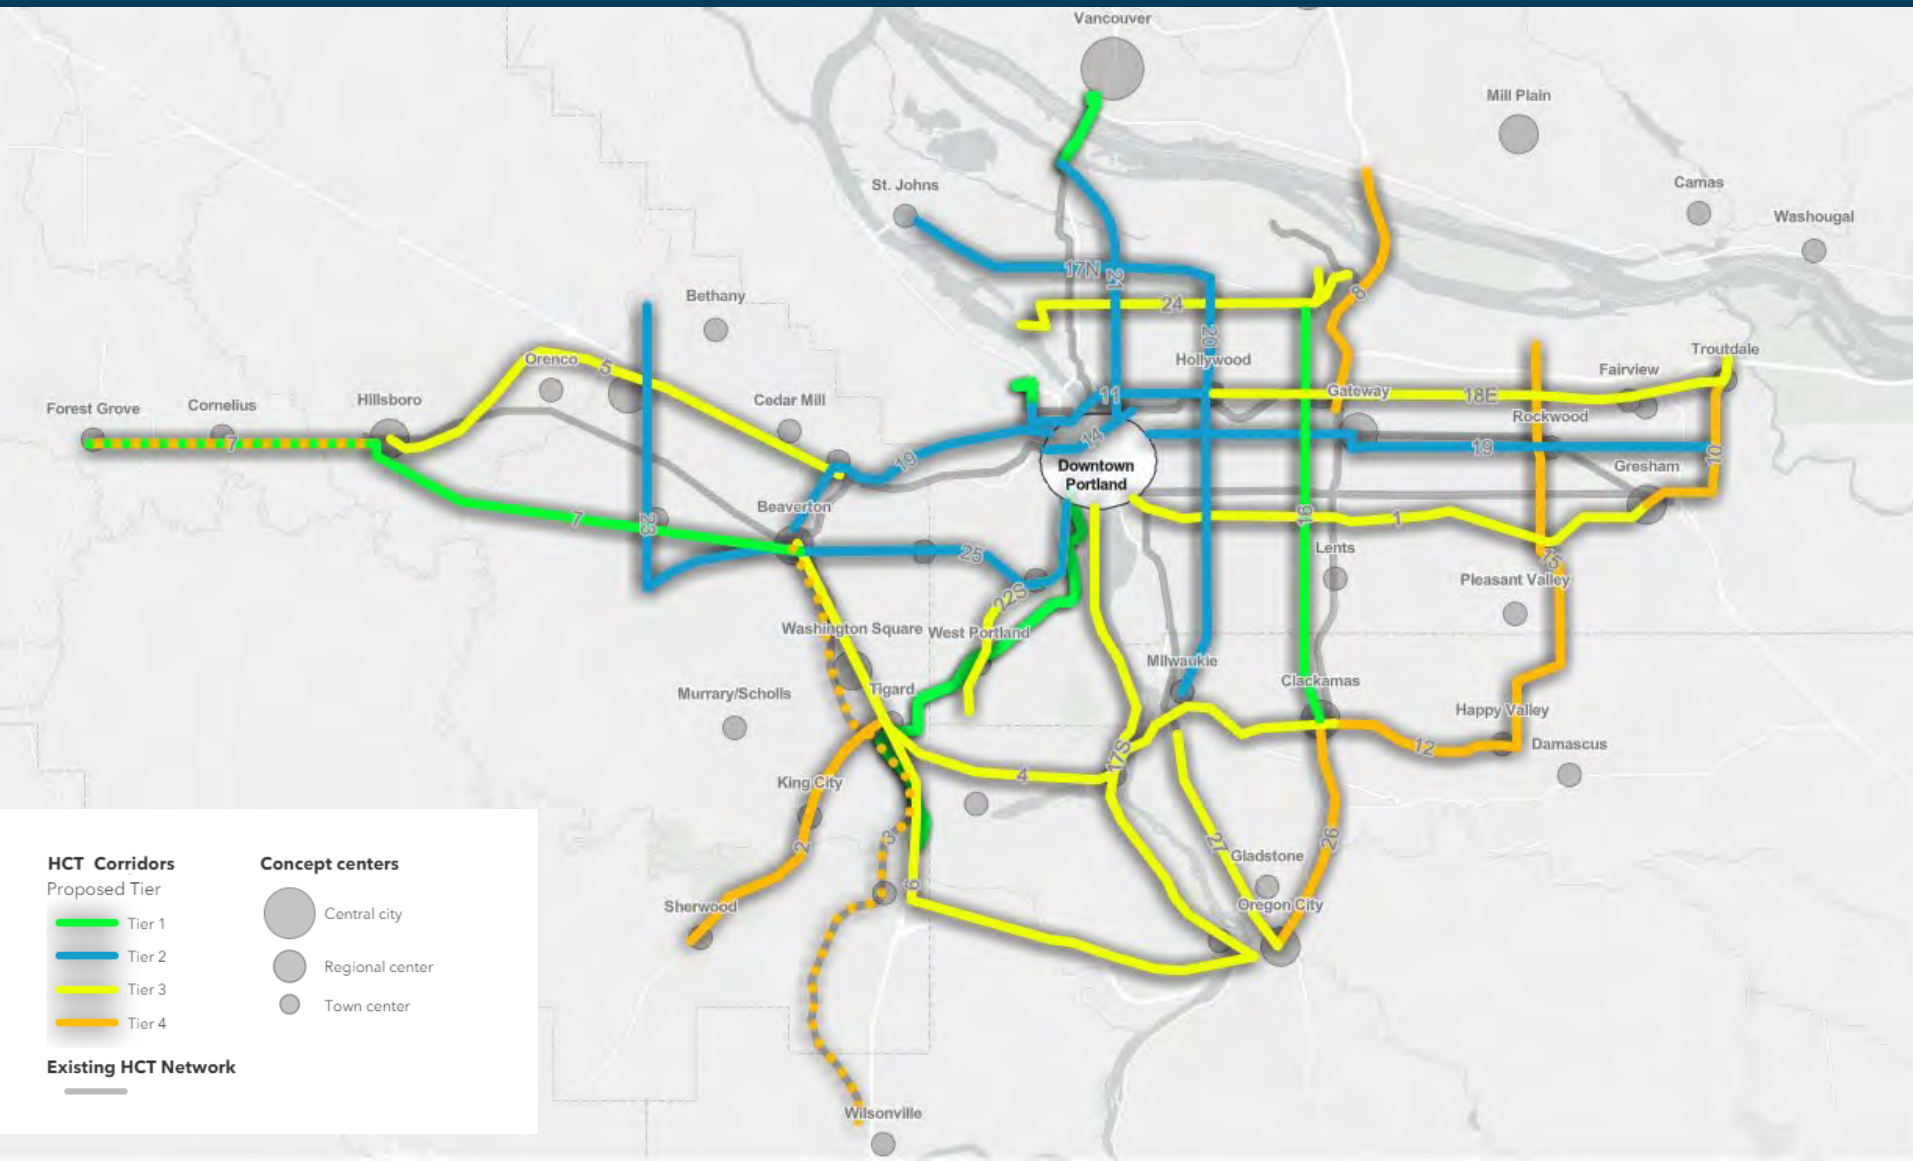 Vancouver
Mill Plain
St. Johns
Camas
Washougal
17N
21
Bethany
8
24
20
Hollywood
Orenco
5
Troutdale
Fairview
Gateway
18E
11
Forest Grove
Cornelius
Hillsboro
Cedar Mill
Rockwood
7
14
19
19
10
Downtown
Portland
Gresham
Beaverton
7
23
16
1
25
Lents
15
Pleasant Valley
22S
Washington Square
West Portland
Milwaukie
Clackamas
Murrary/Scholls
Tigard
Happy Valley
12
Damascus
17S
4
King City
2
3
27
26
Gladstone
6
Sherwood
Oregon City
Wilsonville
HCT Corridors
Proposed Tier
Tier 1
Tier 2
Tier 3
Tier 4
Existing HCT Network
Concept centers
Central city
Regional center
Town center